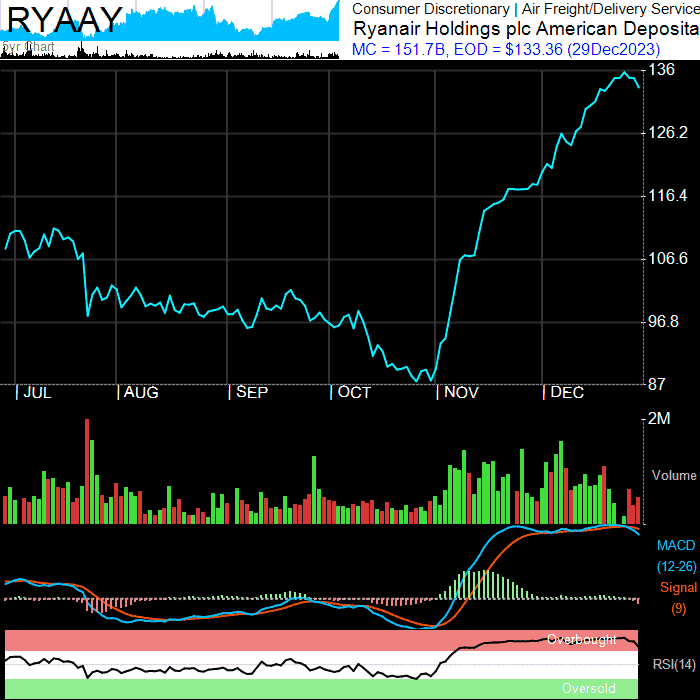 RYAAY
5yr Chart
Consumer Discretionary | Air Freight/Delivery Service
Ryanair Holdings plc American Deposita
MC = 151.7B, EOD = $133.36 (29Dec2023)
136
126.2
116.4
106.6
96.8
87
JUL AUG SEP OCT NOV DEC
2M
Volume
MACD
(12-26)
Signal
(9)
Overbought
RSI(14)
Oversold